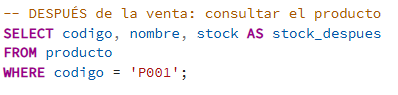 -- DESPUÉS de la venta: consultar el producto
SELECT codigo, nombre, stock AS stock_despues
FROM producto
WHERE codigo = 'P001';